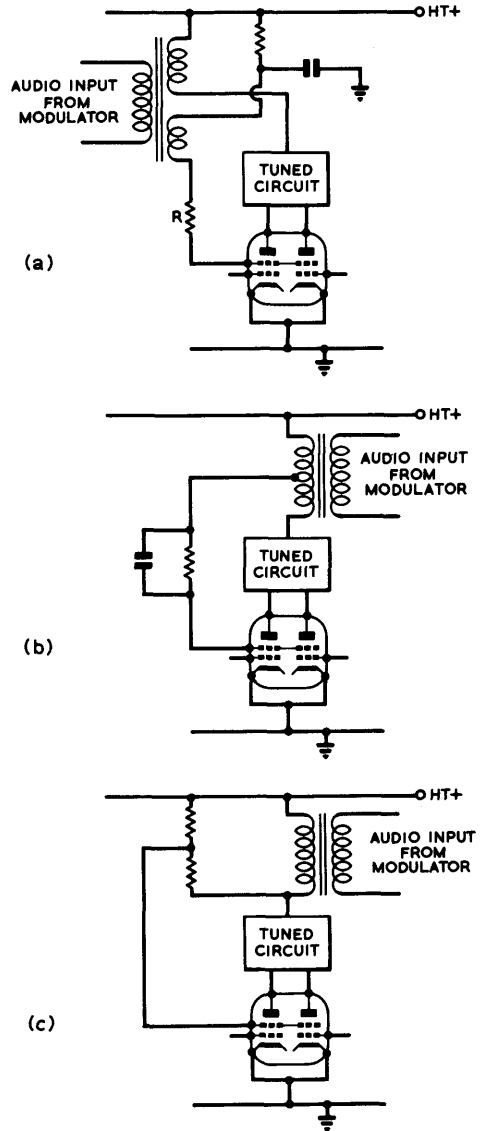 HT+
AUDIO INPUT
FROM
MODULATOR
TUNED
CIRCUIT
R
(a)
HT+
AUDIO INPUT
FROM
MODULATOR
TUNED
CIRCUIT
(b)
HT+
AUDIO INPUT
FROM
MODULATOR
TUNED
CIRCUIT
(c)